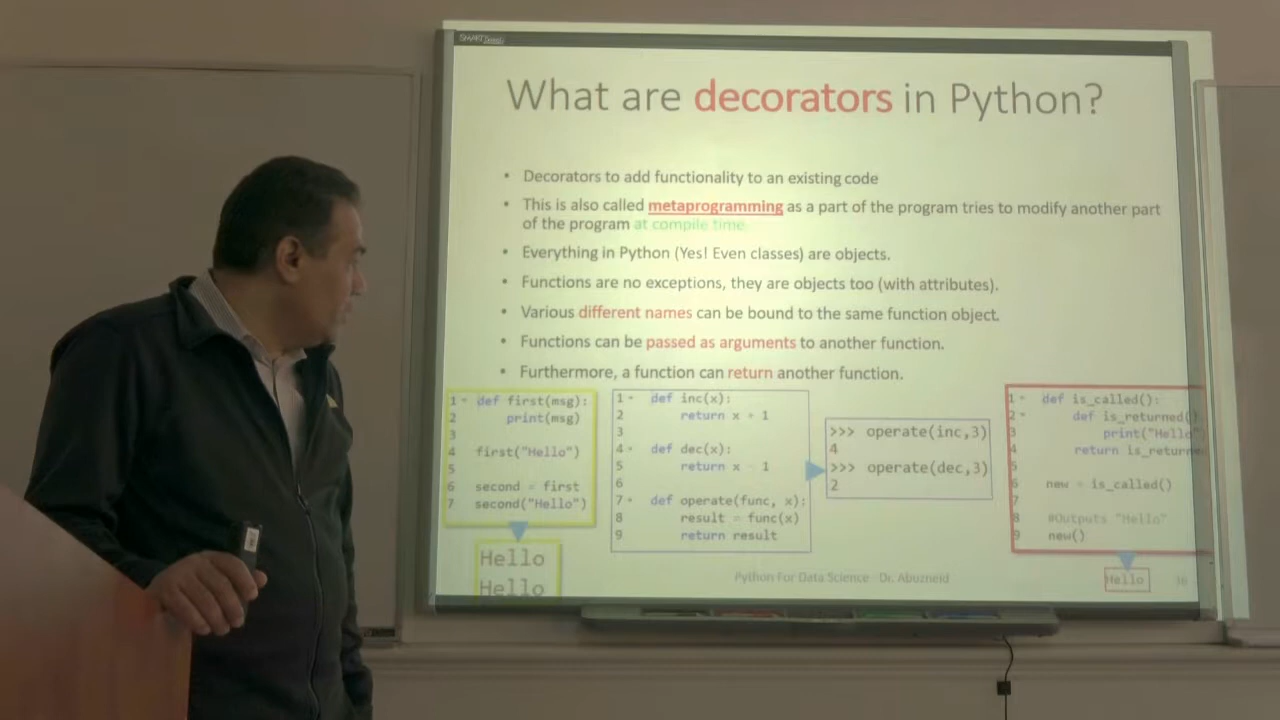 SMART
What are decorators in Python?
• Decorators to add functionality to an existing code
• This is also called metaprogramming as a part of the program tries to modify another part
of the program at compile time.
• Everything in Python (Yes! Even classes) are objects.
• Functions are no exceptions, they are objects too (with attributes).
• Various different names can be bound to the same function object.
• Functions can be passed as arguments to another function.
• Furthermore, a function can return another function.
1 def first(msg):
2 print(msg)
3
4 first("Hello")
5
6 second = first
7 second("Hello")
Hello
Hello
1 def inc(x):
2 return x + 1
3
4 def dec(x):
5 return x - 1
6
7 def operate(func, x):
8 result = func(x)
9 return result
>>> operate(inc,3)
4
>>> operate(dec,3)
2
1 def is_called():
2 def is_returned()
3 print("Hello"
4 return is_returne
5
6 new = is_called()
7
8 #Outputs "Hello"
9 new()
Hello
Python For Data Science - Dr. Abuzneid